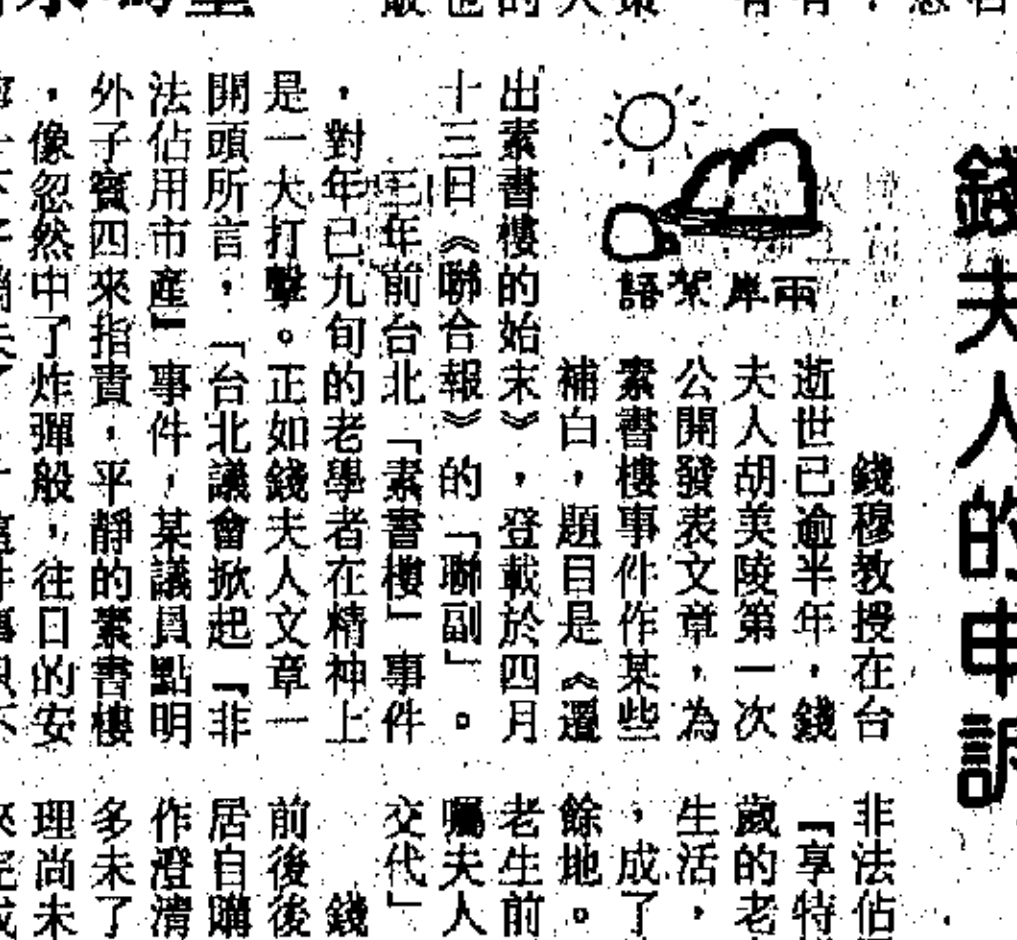 錢夫人的申訴
兩岸絮語
錢穆教授在台
逝世已逾半年,錢
夫人胡美陵第一次
公開發表文章,為
素書樓事件作某些
補白,題目是《遷
出素書樓的始末》,登載於四月
十三日《聯合報》的「聯副」。
三年前台北「素書樓」事件
,對年已九旬的老學者在精神上
是一大打擊。正如錢夫人文章一
開頭所言,「台北議會掀起『非
法佔用市產』事件,某議員點明
外子賓四來指責,平靜的素書樓
,像忽然中了炸彈般,往日的安
非法佔
『享特
歲的老
生活,
,成了
餘地。
老生前
囑夫人
交代」
錢
前後後
居自購
作澄清
多未了
理尚未